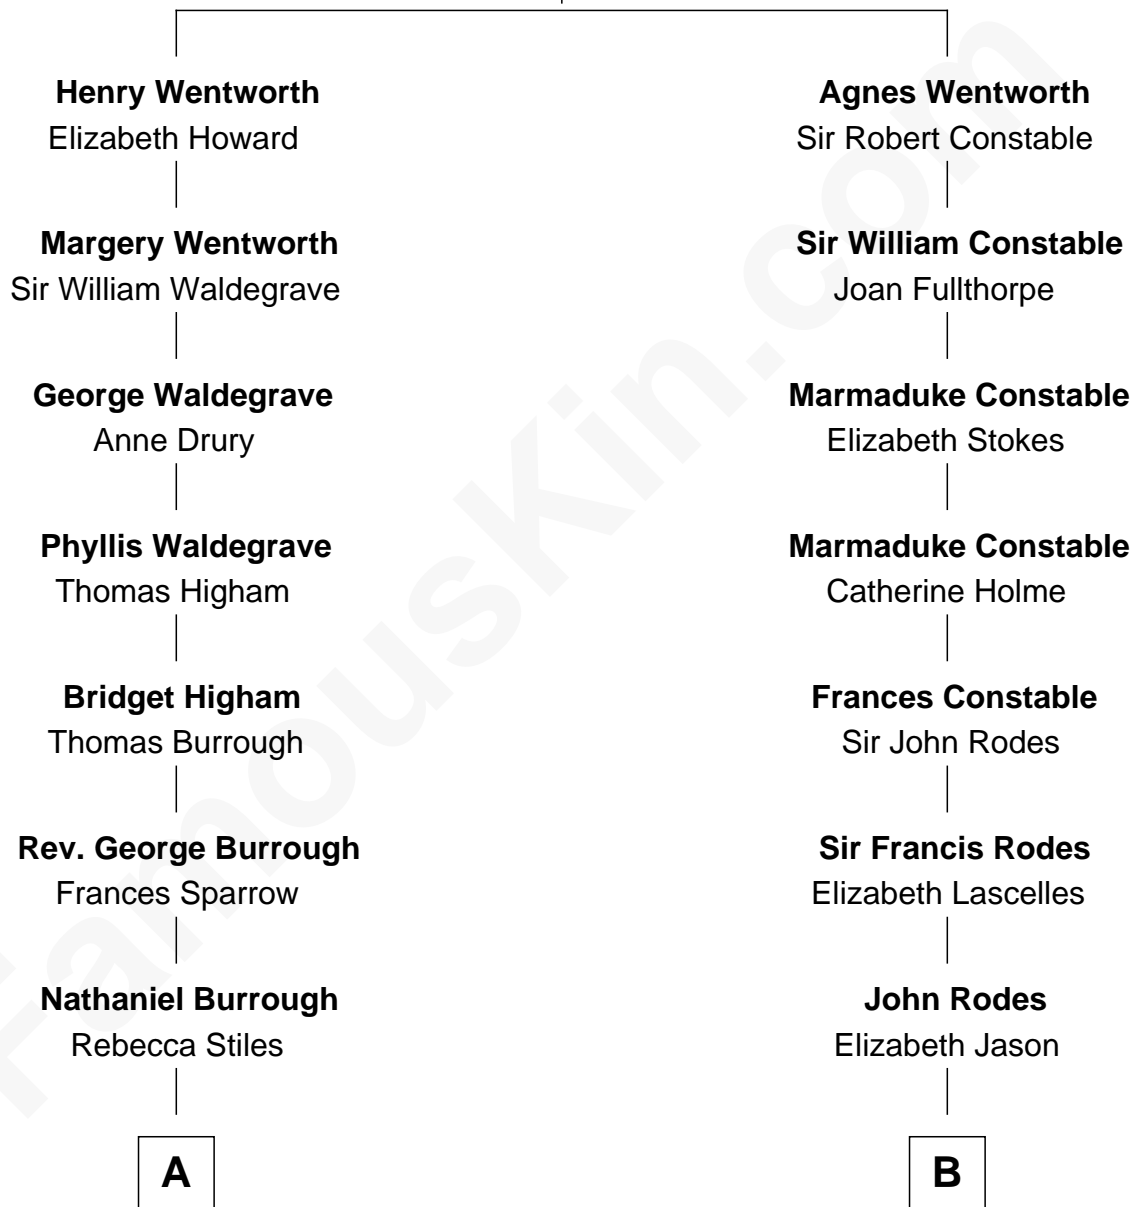 Henry Wentworth
Elizabeth Howard
Margery Wentworth
Sir William Waldegrave
George Waldegrave
Anne Drury
Phyllis Waldegrave
Thomas Higham
Bridget Higham
Thomas Burrough
Rev. George Burrough
Frances Sparrow
Nathaniel Burrough
Rebecca Stiles
A
Agnes Wentworth
Sir Robert Constable
Sir William Constable
Joan Fullthorpe
Marmaduke Constable
Elizabeth Stokes
Marmaduke Constable
Catherine Holme
Frances Constable
Sir John Rodes
Sir Francis Rodes
Elizabeth Lascelles
John Rodes
Elizabeth Jason
B
FamousKin.com